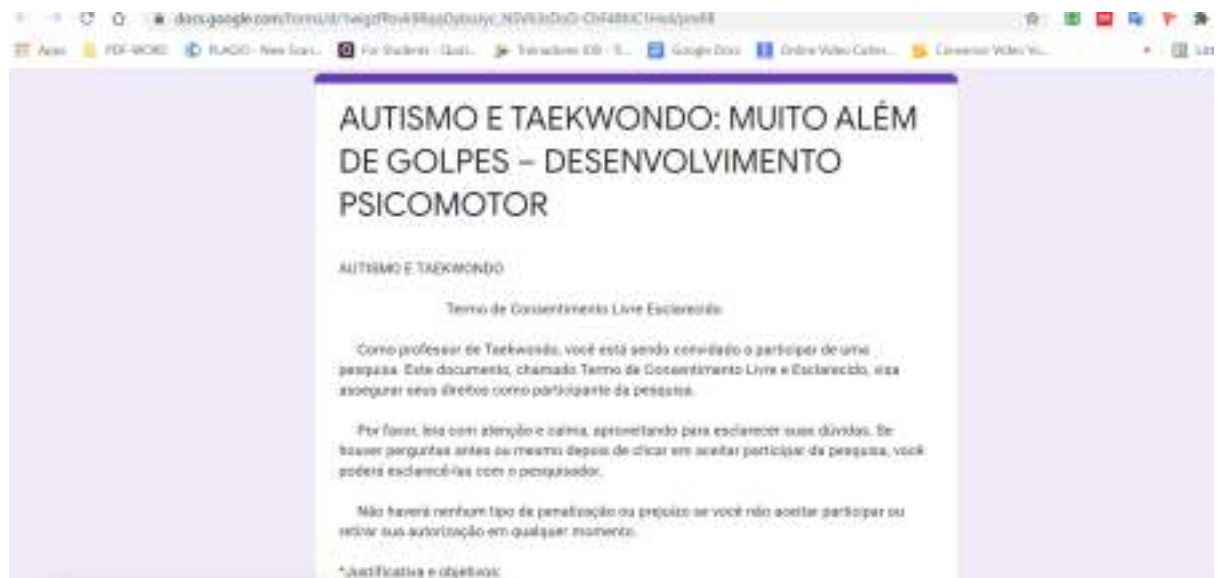 Apps PDF-WORD
Google Docs
AUTISMO E TAEKWONDO: MUITO ALÉM
DE GOLPES – DESENVOLVIMENTO
PSICOMOTOR
AUTISMO E TAEKWONDO
Termo de Consentimento Livre Esclarecido
Como professor de Taekwondo, você está sendo convidado a participar de uma
pesquisa. Este documento, chamado Termo de Consentimento Livre e Esclarecido, visa
assegurar seus direitos como participante da pesquisa.
Por favor, leia com atenção e calma, aproveitando para esclarecer suas dúvidas. Se
houver perguntas antes ou mesmo depois de clicar em aceitar participar da pesquisa, você
poderá esclarecê-las com o pesquisador.
Não haverá nenhum tipo de penalização ou prejuízo se você não aceitar participar ou
retirar sua autorização em qualquer momento.
*Justificativa e objetivos: